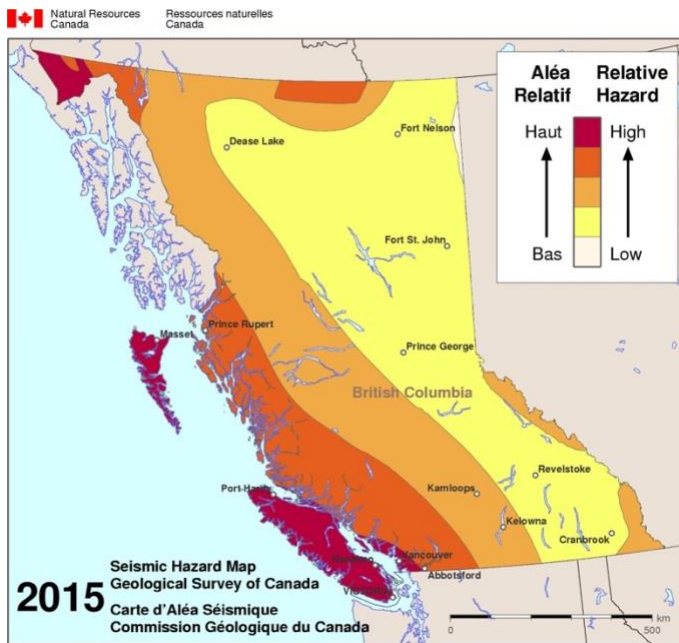 Natural Resources Canada
Ressources naturelles Canada
Aléa Relatif
Relative Hazard
Haut
High
Bas
Low
Dease Lake
Fort Nelson
Fort St. John
Prince Rupert
Masset
Prince George
British Columbia
Revelstoke
Port Hardy
Kamloops
Kelowna
Cranbrook
Vancouver
Abbotsford
2015
Seismic Hazard Map
Geological Survey of Canada
Carte d'Aléa Séismique
Commission Géologique du Canada
km
0
500